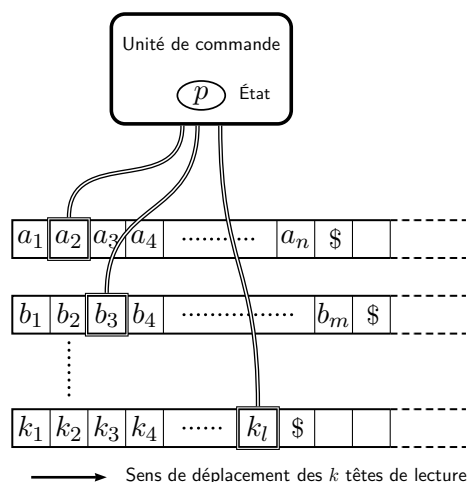 Unité de commande
p État
a₁ a₂ a₃ a₄ ........... aₙ $
b₁ b₂ b₃ b₄ ................. bₘ $
k₁ k₂ k₃ k₄ ...... kₗ $
Sens de déplacement des k têtes de lecture